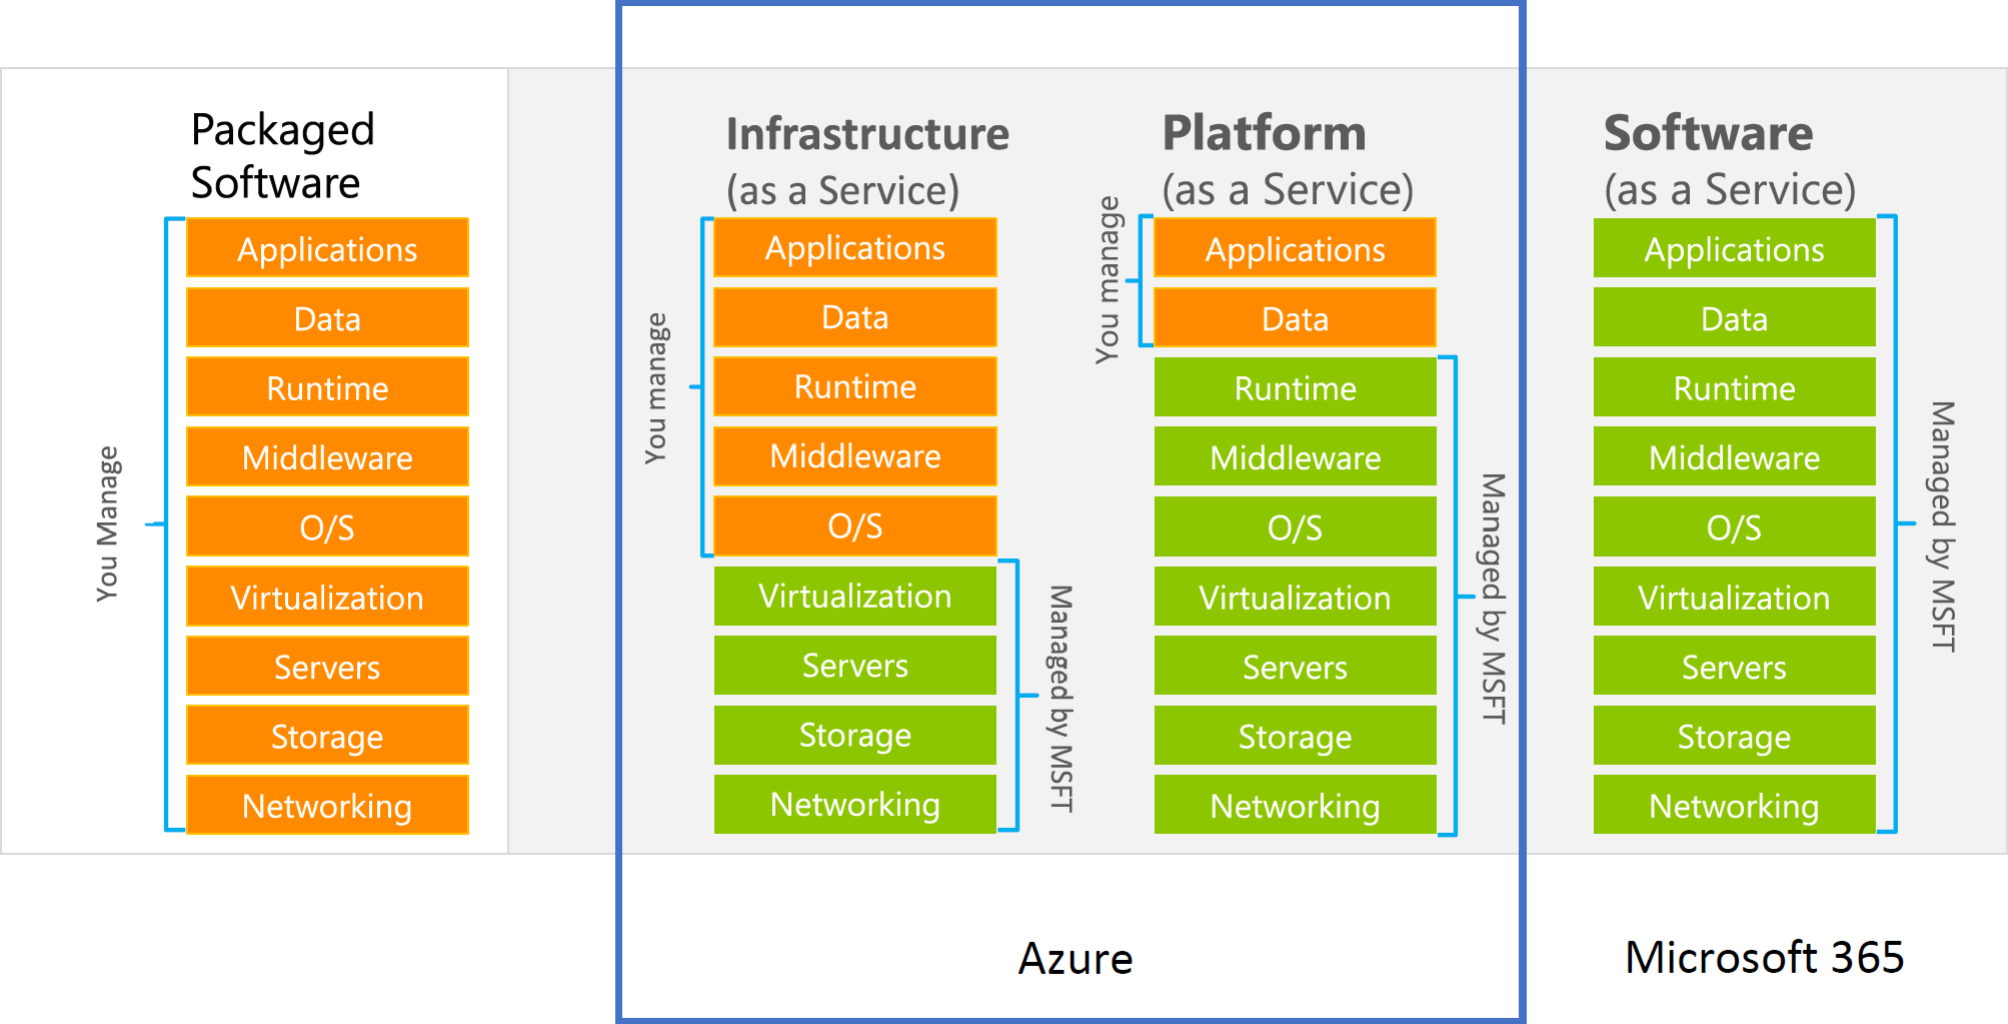 Packaged
Software
You Manage
Applications
Data
Runtime
Middleware
O/S
Virtualization
Servers
Storage
Networking
Infrastructure
(as a Service)
You manage
Applications
Data
Runtime
Middleware
O/S
Virtualization
Servers
Storage
Networking
Managed by MSFT
Platform
(as a Service)
You manage
Applications
Data
Runtime
Middleware
O/S
Virtualization
Servers
Storage
Networking
Managed by MSFT
Software
(as a Service)
Applications
Data
Runtime
Middleware
O/S
Virtualization
Servers
Storage
Networking
Managed by MSFT
Azure
Microsoft 365